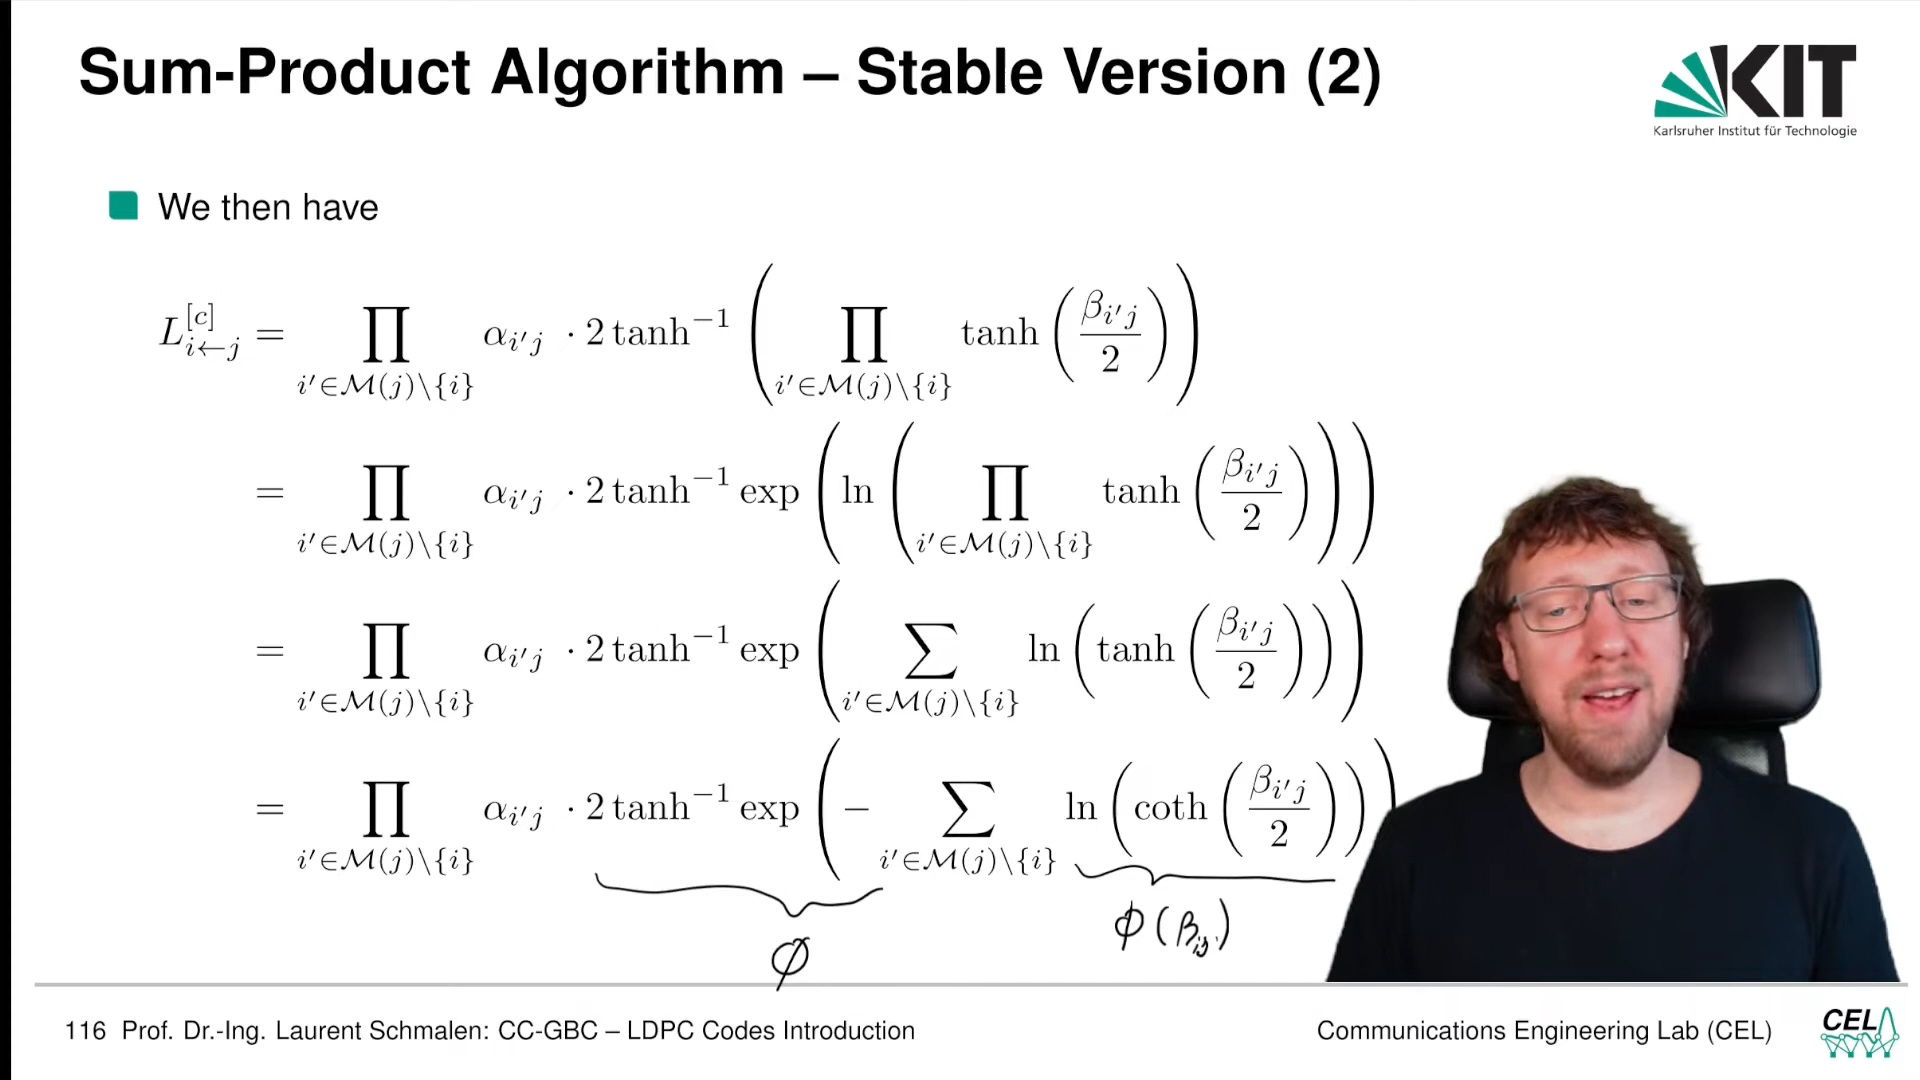 Sum-Product Algorithm – Stable Version (2)
KIT
Karlsruher Institut für Technologie
We then have
L_{i←j}^{[c]} = ∏_{i′∈ℳ(j)\{i}} α_{i′j} · 2 tanh⁻¹ ( ∏_{i′∈ℳ(j)\{i}} tanh ( β_{i′j} / 2 ) )
= ∏_{i′∈ℳ(j)\{i}} α_{i′j} · 2 tanh⁻¹ exp ( ln ( ∏_{i′∈ℳ(j)\{i}} tanh ( β_{i′j} / 2 ) ) )
= ∏_{i′∈ℳ(j)\{i}} α_{i′j} · 2 tanh⁻¹ exp ( ∑_{i′∈ℳ(j)\{i}} ln ( tanh ( β_{i′j} / 2 ) ) )
= ∏_{i′∈ℳ(j)\{i}} α_{i′j} · 2 tanh⁻¹ exp ( − ∑_{i′∈ℳ(j)\{i}} ln ( coth ( β_{i′j} / 2 ) ) )
ϕ ϕ(β_{ij})
116 Prof. Dr.-Ing. Laurent Schmalen: CC-GBC – LDPC Codes Introduction
Communications Engineering Lab (CEL)
CEL